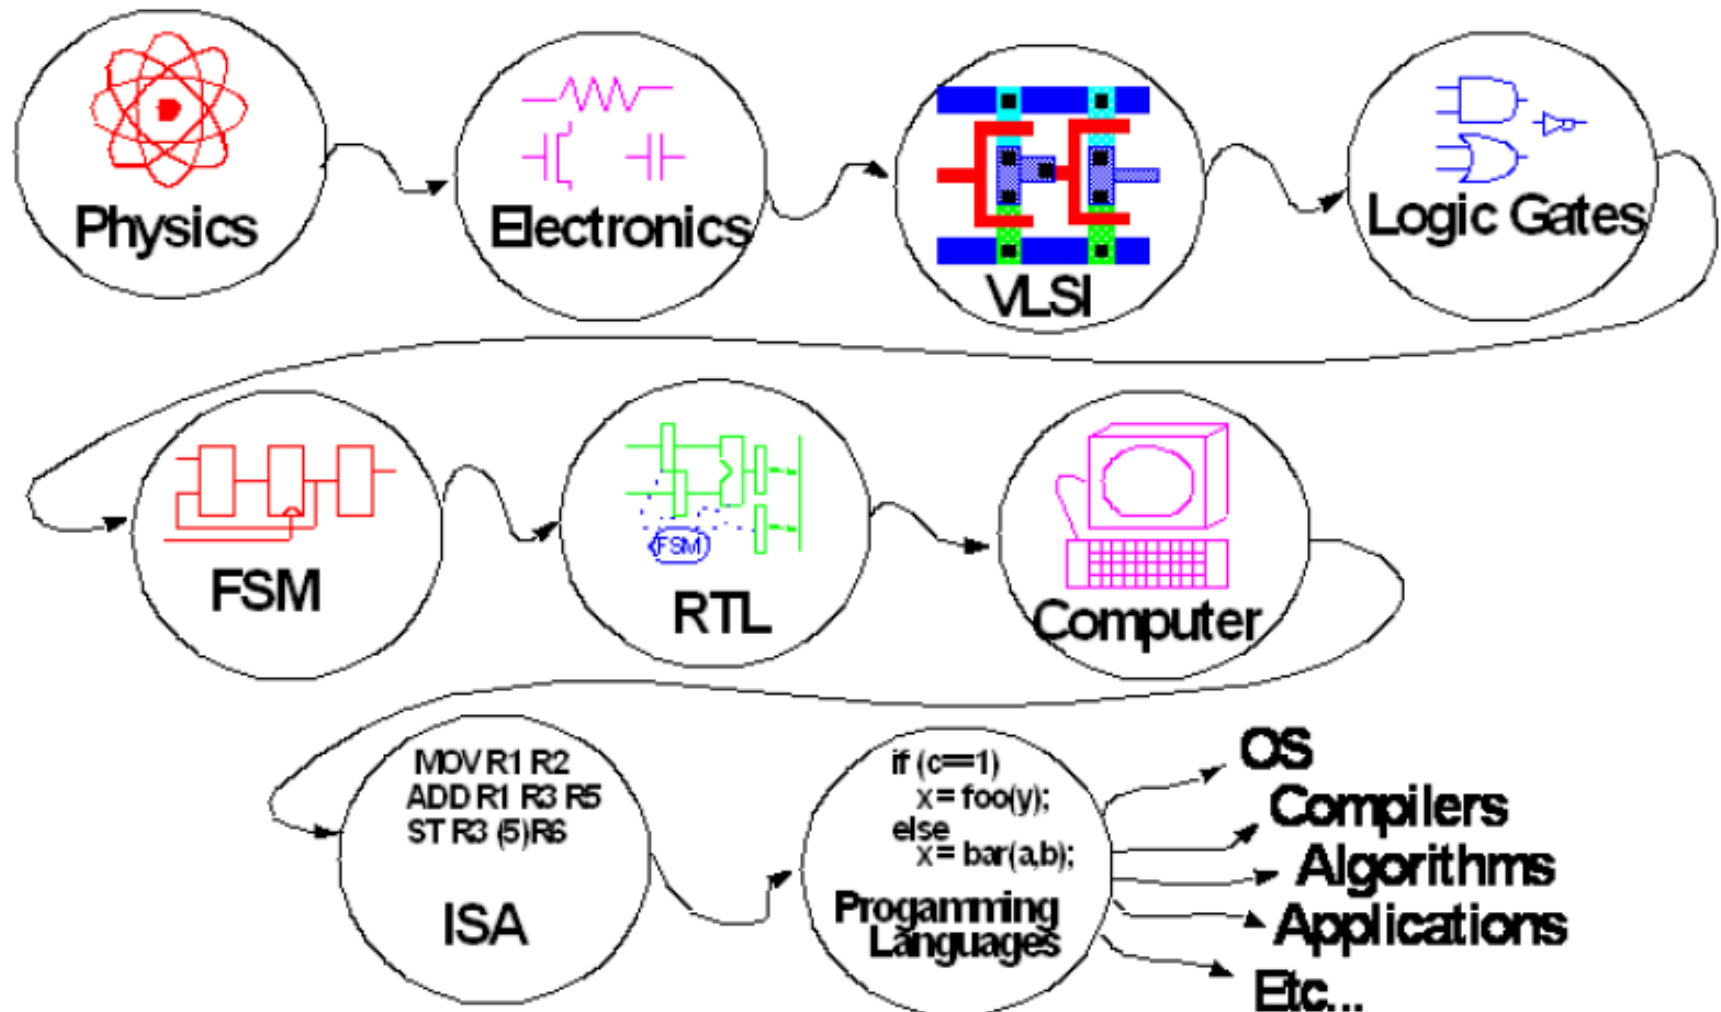 Physics
Electronics
VLSI
Logic Gates
FSM
FSM
RTL
Computer
MOV R1 R2
ADD R1 R3 R5
ST R3 (5)R6
ISA
if (c==1)
x = foo(y);
else
x = bar(a,b);
Progamming
Languages
OS
Compilers
Algorithms
Applications
Etc...